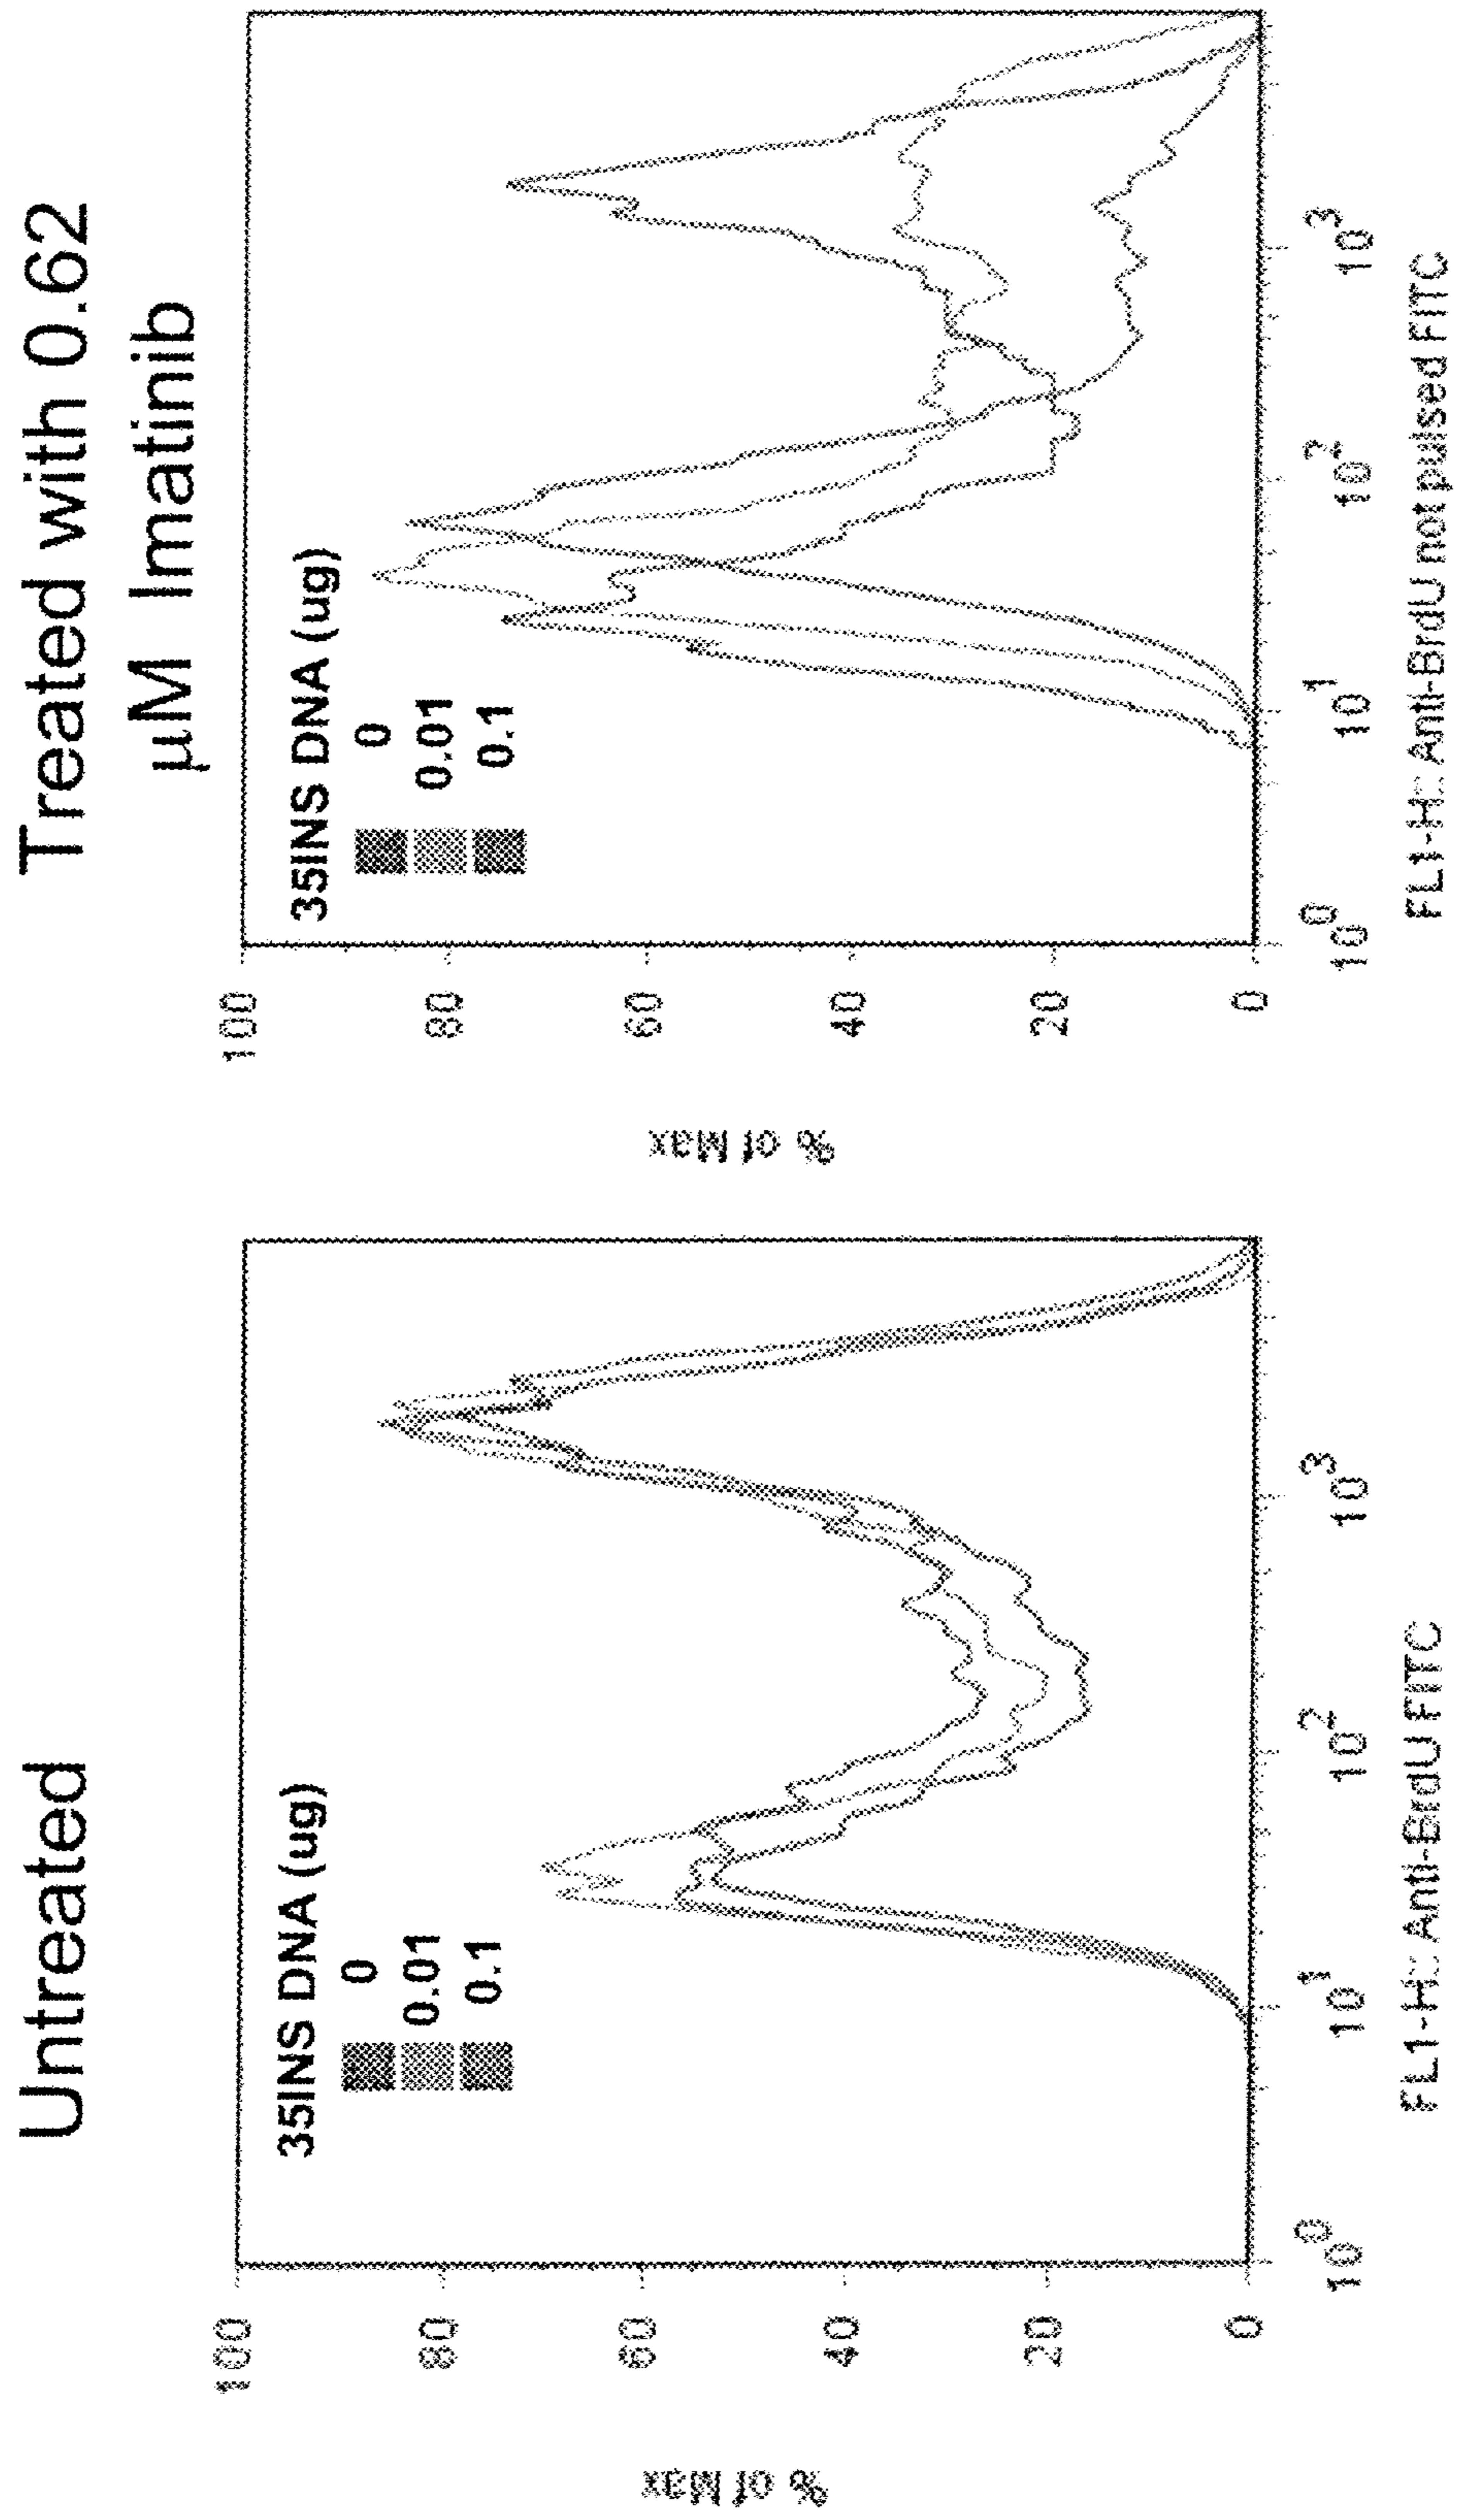 Untreated
35INS DNA (ug)
0
0.01
0.1
100
80
60
40
20
0
% of Max
10^0
10^1
10^2
10^3
FL1-H:: Anti-BrdU FITC
Treated with 0.62
µM Imatinib
35INS DNA (ug)
0
0.01
0.1
100
80
60
40
20
0
% of Max
10^0
10^1
10^2
10^3
FL1-H:: Anti-BrdU not pulsed FITC